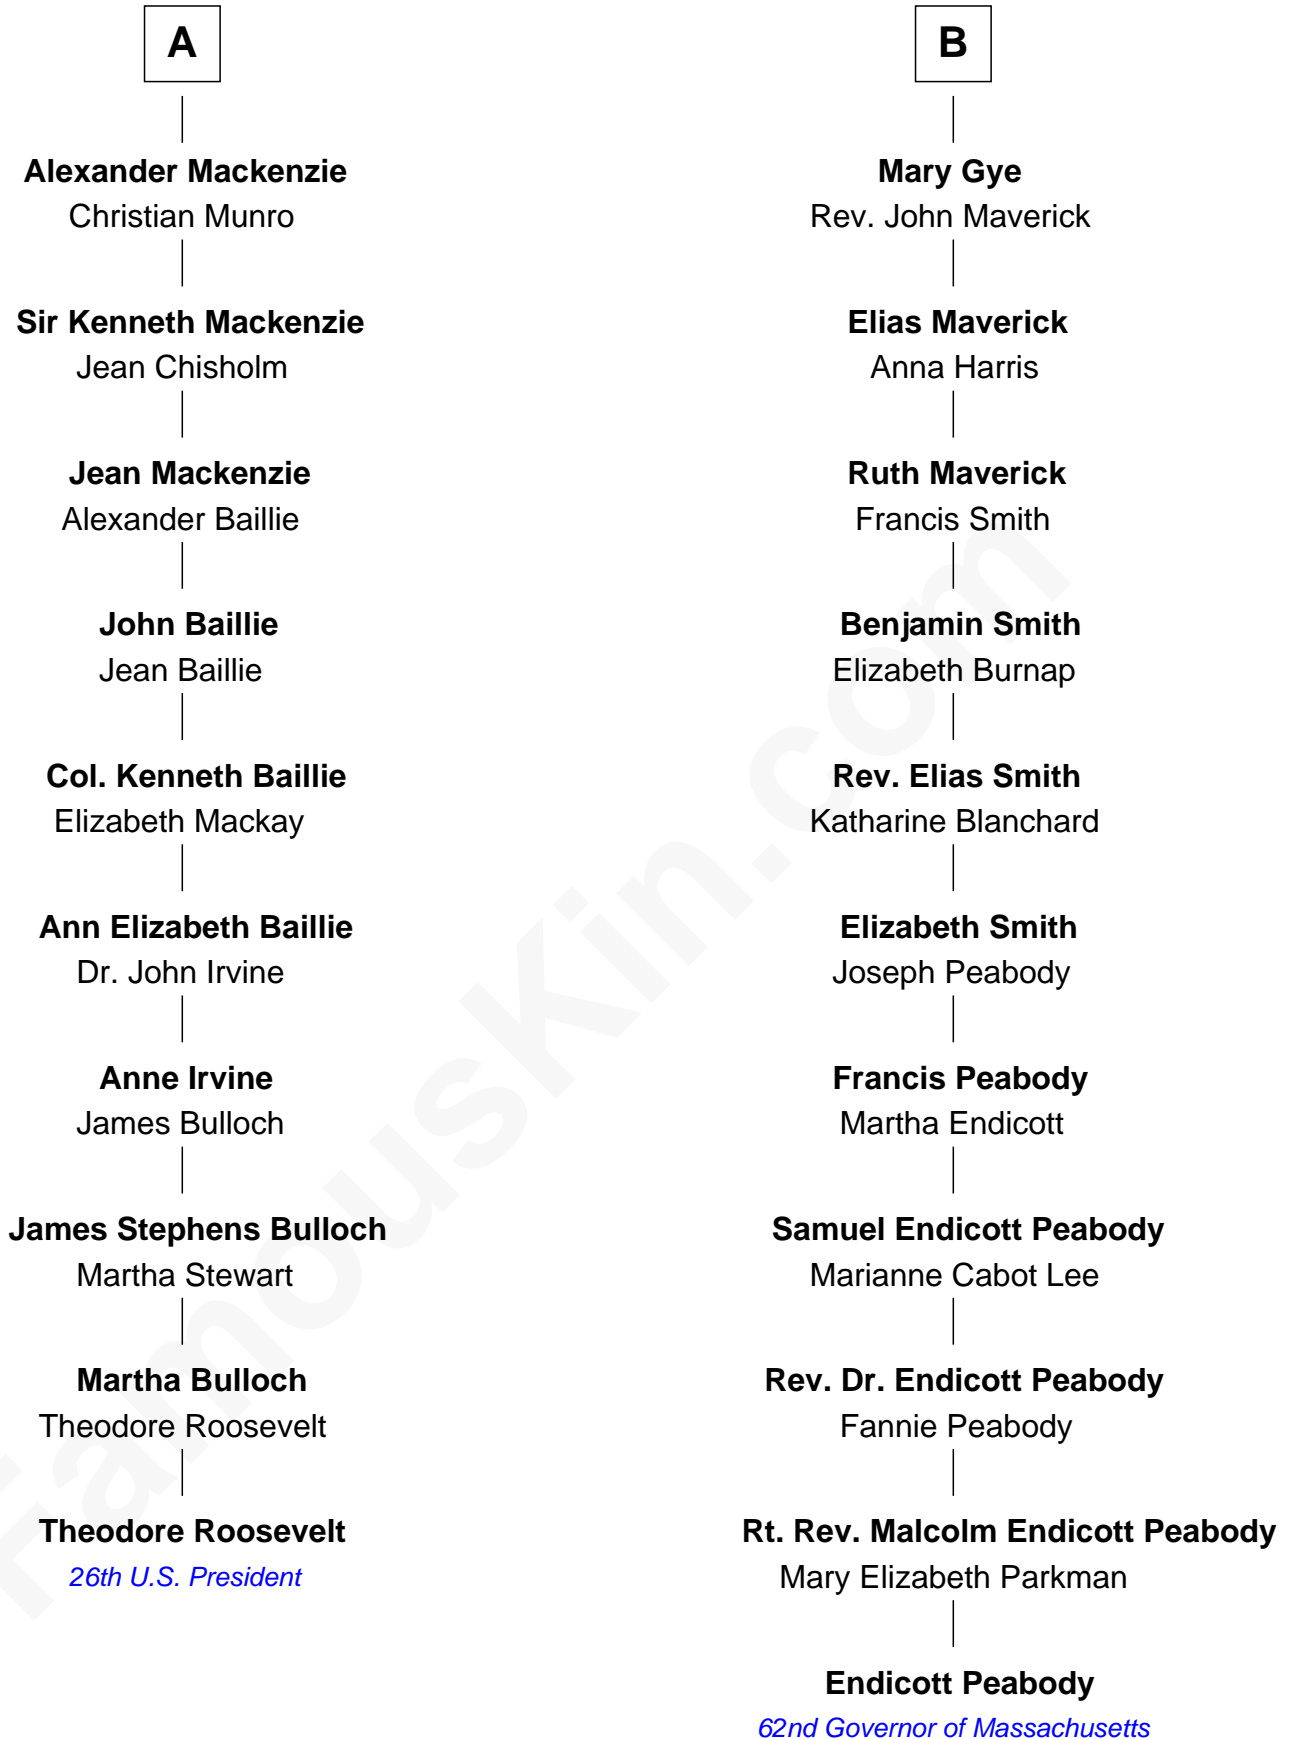 A
Alexander Mackenzie
Christian Munro
Sir Kenneth Mackenzie
Jean Chisholm
Jean Mackenzie
Alexander Baillie
John Baillie
Jean Baillie
Col. Kenneth Baillie
Elizabeth Mackay
Ann Elizabeth Baillie
Dr. John Irvine
Anne Irvine
James Bulloch
James Stephens Bulloch
Martha Stewart
Martha Bulloch
Theodore Roosevelt
Theodore Roosevelt
26th U.S. President
B
Mary Gye
Rev. John Maverick
Elias Maverick
Anna Harris
Ruth Maverick
Francis Smith
Benjamin Smith
Elizabeth Burnap
Rev. Elias Smith
Katharine Blanchard
Elizabeth Smith
Joseph Peabody
Francis Peabody
Martha Endicott
Samuel Endicott Peabody
Marianne Cabot Lee
Rev. Dr. Endicott Peabody
Fannie Peabody
Rt. Rev. Malcolm Endicott Peabody
Mary Elizabeth Parkman
Endicott Peabody
62nd Governor of Massachusetts
FamousKin.com